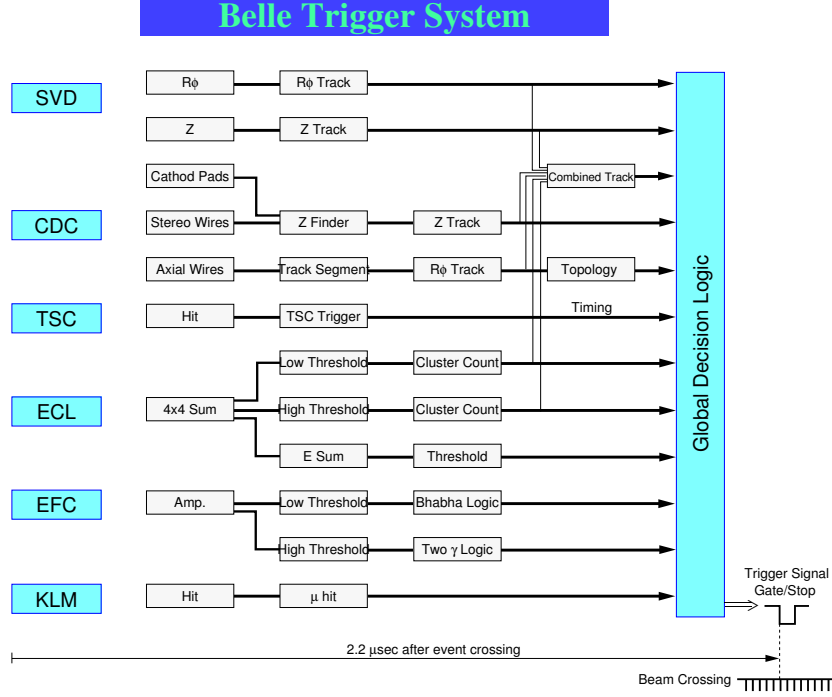 Belle Trigger System
SVD
Rϕ
Rϕ Track
Z
Z Track
Cathod Pads
Combined Track
CDC
Stereo Wires
Z Finder
Z Track
Axial Wires
Track Segment
Rϕ Track
Topology
TSC
Hit
TSC Trigger
Timing
Low Threshold
Cluster Count
ECL
4x4 Sum
High Threshold
Cluster Count
E Sum
Threshold
EFC
Amp.
Low Threshold
Bhabha Logic
High Threshold
Two γ Logic
KLM
Hit
μ hit
Global Decision Logic
Trigger Signal
Gate/Stop
2.2 μsec after event crossing
Beam Crossing